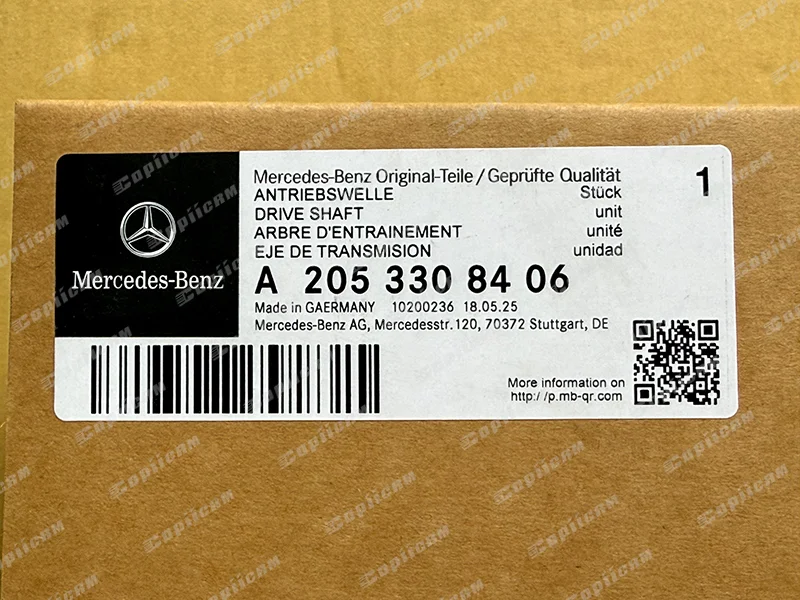 Mercedes-Benz
Mercedes-Benz Original-Teile / Geprüfte Qualität
1
ANTRIEBSWELLE Stück
DRIVE SHAFT unit
ARBRE D'ENTRAINEMENT unité
EJE DE TRANSMISION unidad
A 205 330 84 06
Made in GAERMANY 10200236 18.05.25
Mercedes-Benz AG, Mercedesstr. 120, 70372 Stuttgart, DE
More information on
http: //p.mb-qr.com
Copiicam